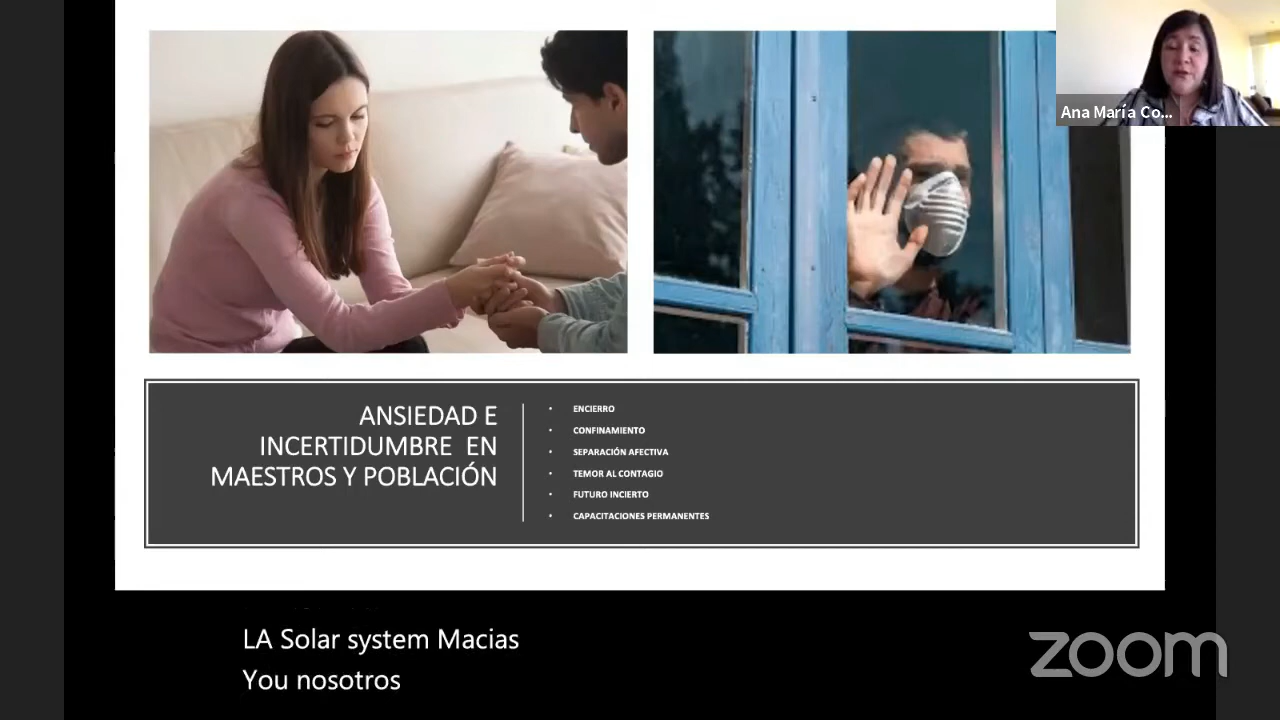 Ana María Co...
ANSIEDAD E
INCERTIDUMBRE EN
MAESTROS Y POBLACIÓN
• ENCIERRO
• CONFINAMIENTO
• SEPARACIÓN AFECTIVA
• TEMOR AL CONTAGIO
• FUTURO INCIERTO
• CAPACITACIONES PERMANENTES
LA Solar system Macias
You nosotros
zoom